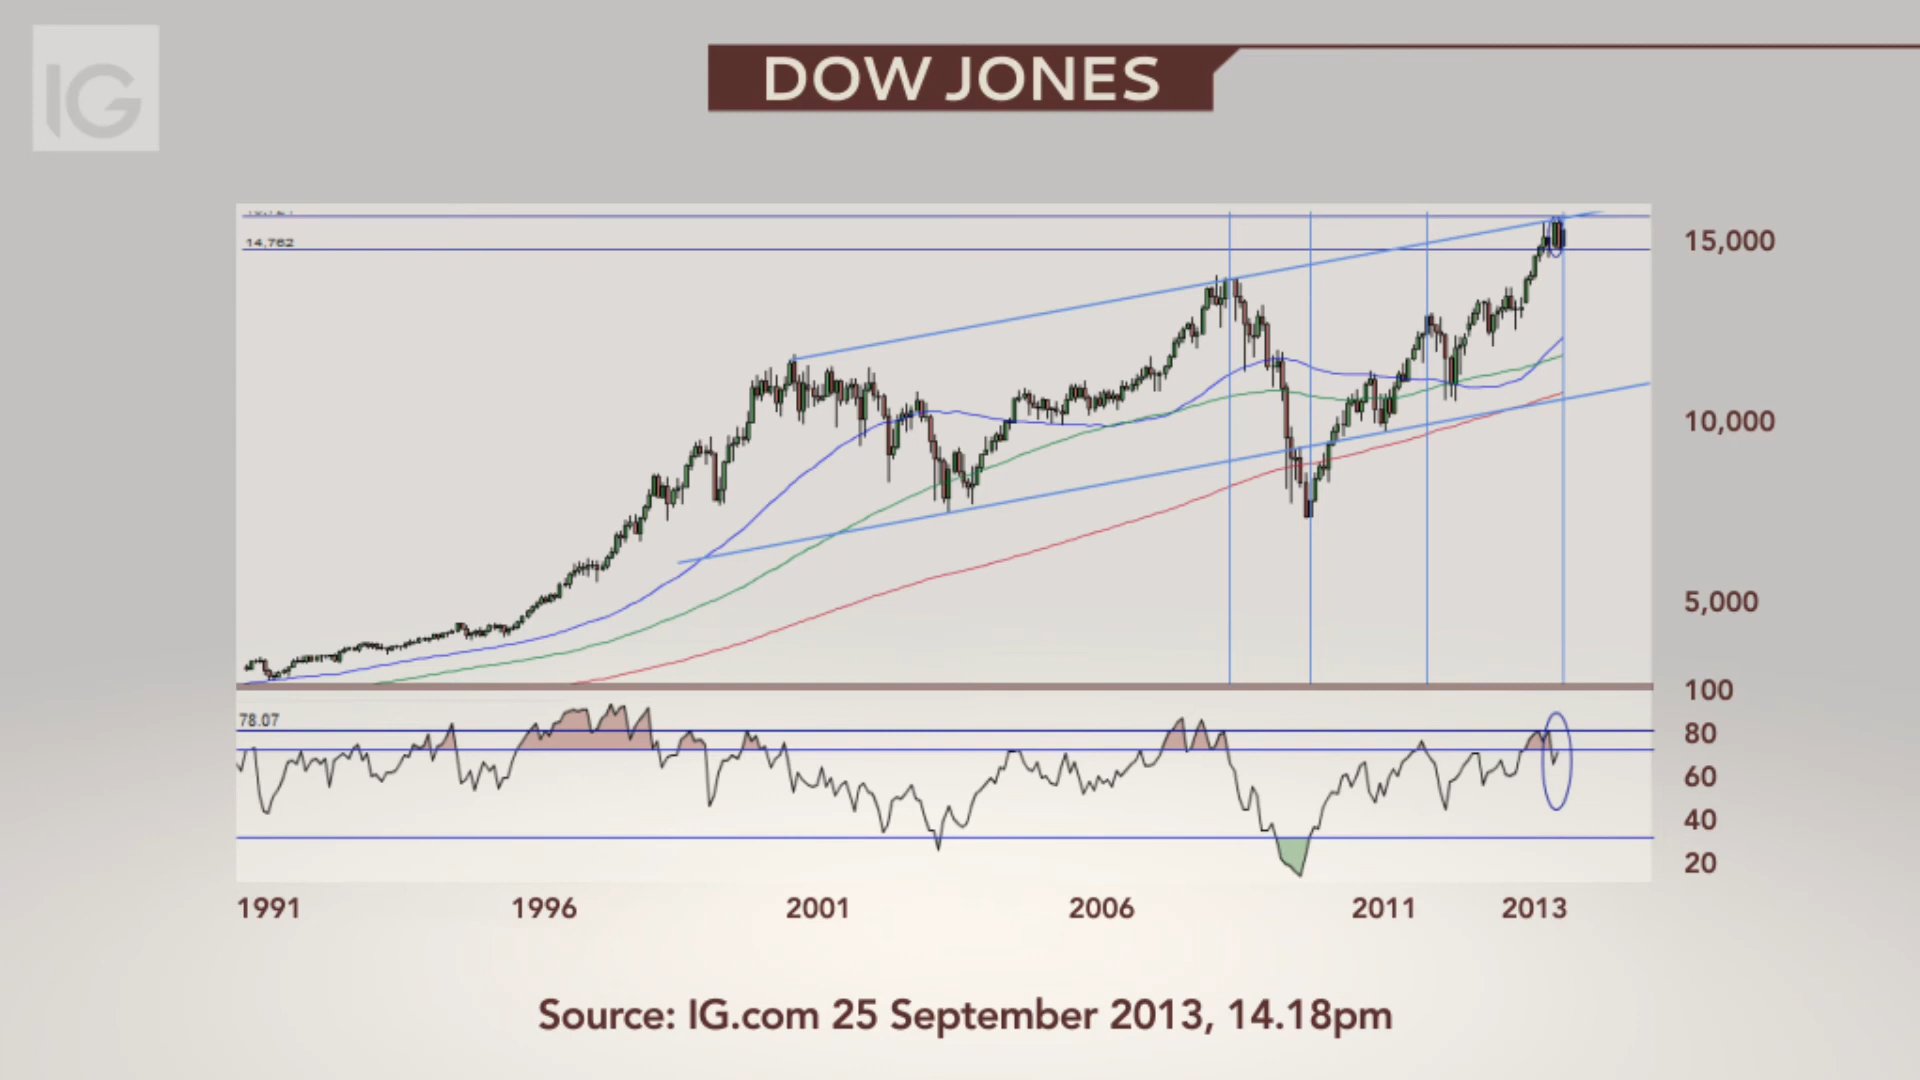 IG
DOW JONES
14,762
15,000
10,000
5,000
100
78.07
80
60
40
20
1991 1996 2001 2006 2011 2013
Source: IG.com 25 September 2013, 14.18pm